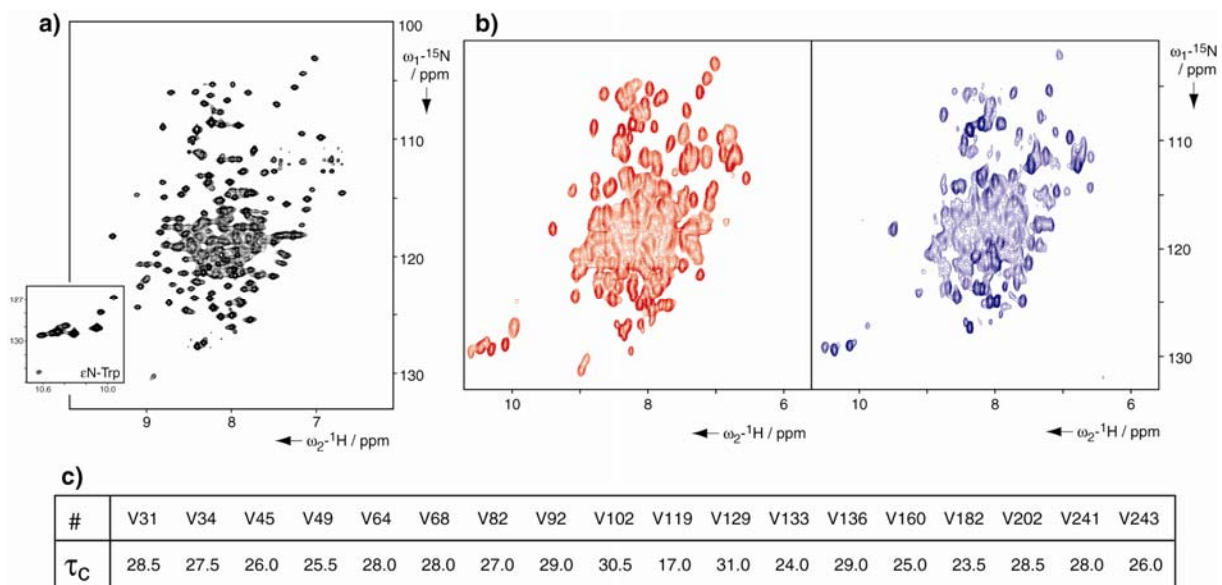 a)
100
ω1-15N
/ ppm
110
120
130
127
130
εN-Trp
10.6
10.0
9
8
7
ω2-1H / ppm
b)
ω1-15N
/ ppm
110
120
130
10
8
6
ω2-1H / ppm
10
8
6
ω2-1H / ppm
c)
# V31 V34 V45 V49 V64 V68 V82 V92 V102 V119 V129 V133 V136 V160 V182 V202 V241 V243
τC 28.5 27.5 26.0 25.5 28.0 28.0 27.0 29.0 30.5 17.0 31.0 24.0 29.0 25.0 23.5 28.5 28.0 26.0